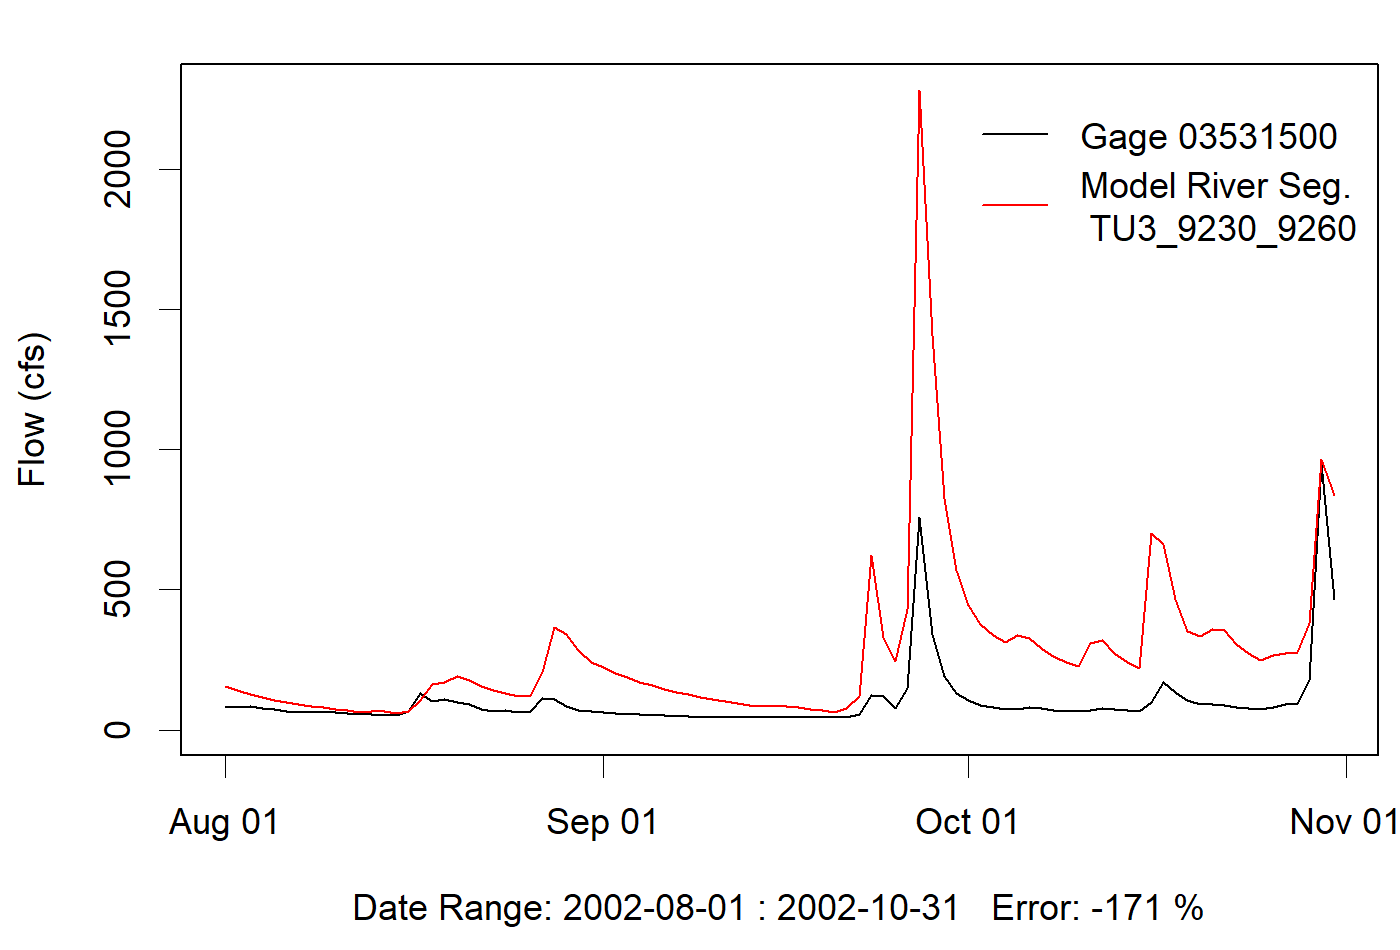 Flow (cfs)
2000
1500
1000
500
0
Gage 03531500
Model River Seg.
TU3_9230_9260
Aug 01
Sep 01
Oct 01
Nov 01
Date Range: 2002-08-01 : 2002-10-31 Error: -171 %